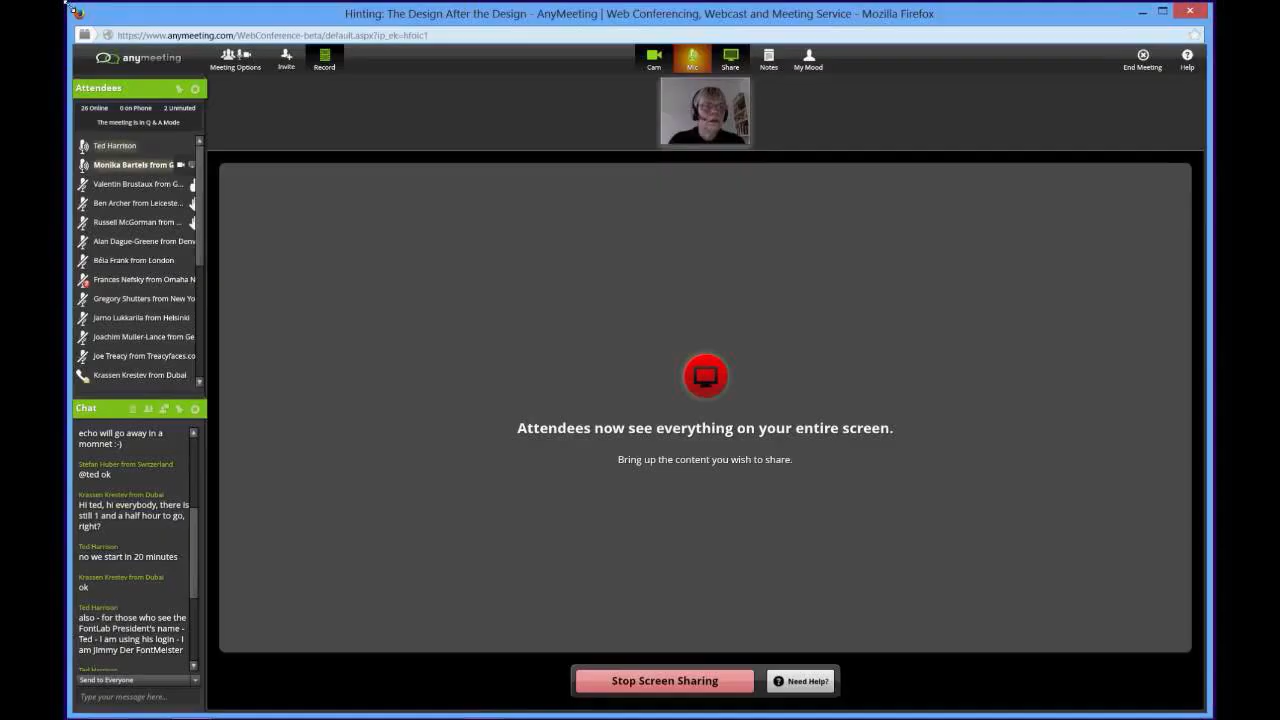 Hinting: The Design After the Design - AnyMeeting | Web Conferencing, Webcast and Meeting Service - Mozilla Firefox
https://www.anymeeting.com/WebConference-beta/default.aspx?ip_ek=hfoic1
anymeeting
Meeting Options
Invite
Record
Cam
Mic
Share
Notes
My Mood
End Meeting
Help
Attendees
26 Online 0 on Phone 2 Unmuted
The meeting is in Q & A Mode
Ted Harrison
Monika Bartels from G
Valentin Brustaux from G...
Ben Archer from Leiceste...
Russell McGorman from ...
Alan Dague-Greene from Denv
Béla Frank from London
Frances Nefsky from Omaha N
Gregory Shutters from New Yo
Jarno Lukkarila from Helsinki
Joachim Muller-Lance from Ge
Joe Treacy from Treacyfaces.co
Krassen Krestev from Dubai
Chat
echo will go away in a
momnet :-)
Stefan Huber from Switzerland
@ted ok
Krassen Krestev from Dubai
Hi ted, hi everybody, there is
still 1 and a half hour to go,
right?
Ted Harrison
no we start in 20 minutes
Krassen Krestev from Dubai
ok
Ted Harrison
also - for those who see the
FontLab President's name -
Ted - I am using his login - I
am Jimmy Der FontMeister
Ted Harrison
Send to Everyone
Type your message here...
Attendees now see everything on your entire screen.
Bring up the content you wish to share.
Stop Screen Sharing
Need Help?